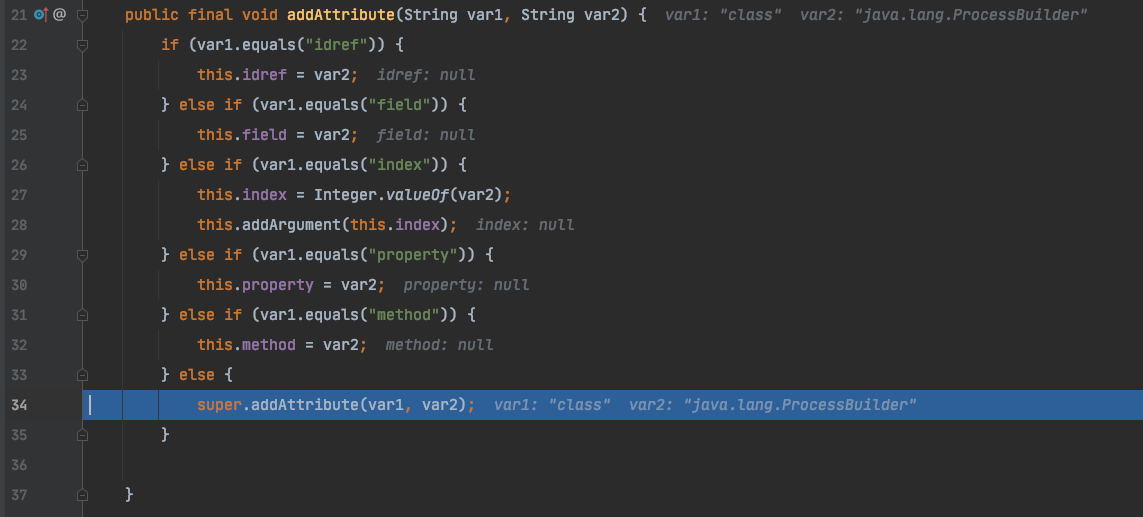 21 @ public final void addAttribute(String var1, String var2) { var1: "class" var2: "java.lang.ProcessBuilder"
22 if (var1.equals("idref")) {
23 this.idref = var2; idref: null
24 } else if (var1.equals("field")) {
25 this.field = var2; field: null
26 } else if (var1.equals("index")) {
27 this.index = Integer.valueOf(var2);
28 this.addArgument(this.index); index: null
29 } else if (var1.equals("property")) {
30 this.property = var2; property: null
31 } else if (var1.equals("method")) {
32 this.method = var2; method: null
33 } else {
34 super.addAttribute(var1, var2); var1: "class" var2: "java.lang.ProcessBuilder"
35 }
36
37 }